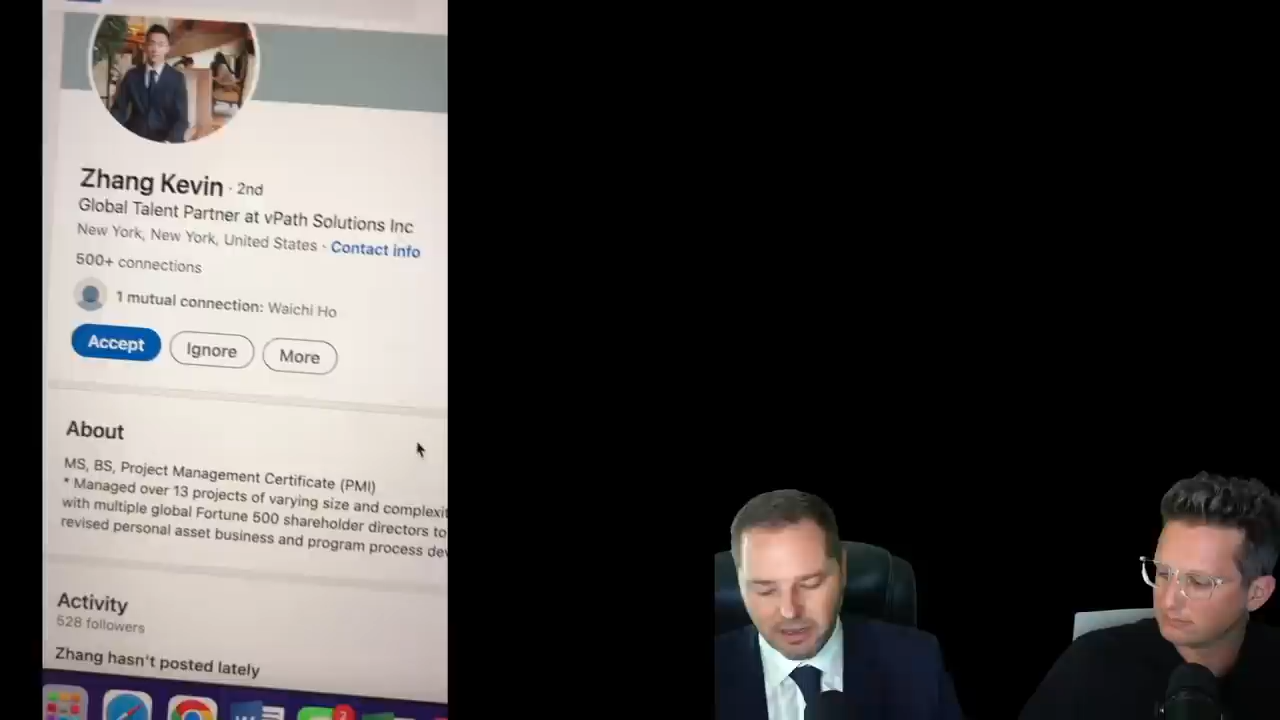 Zhang Kevin · 2nd
Global Talent Partner at vPath Solutions Inc
New York, New York, United States · Contact info
500+ connections
1 mutual connection: Waichi Ho
Accept Ignore More
About
MS, BS, Project Management Certificate (PMI)
* Managed over 13 projects of varying size and complexit
with multiple global Fortune 500 shareholder directors to
revised personal asset business and program process dev
Activity
528 followers
Zhang hasn't posted lately
2